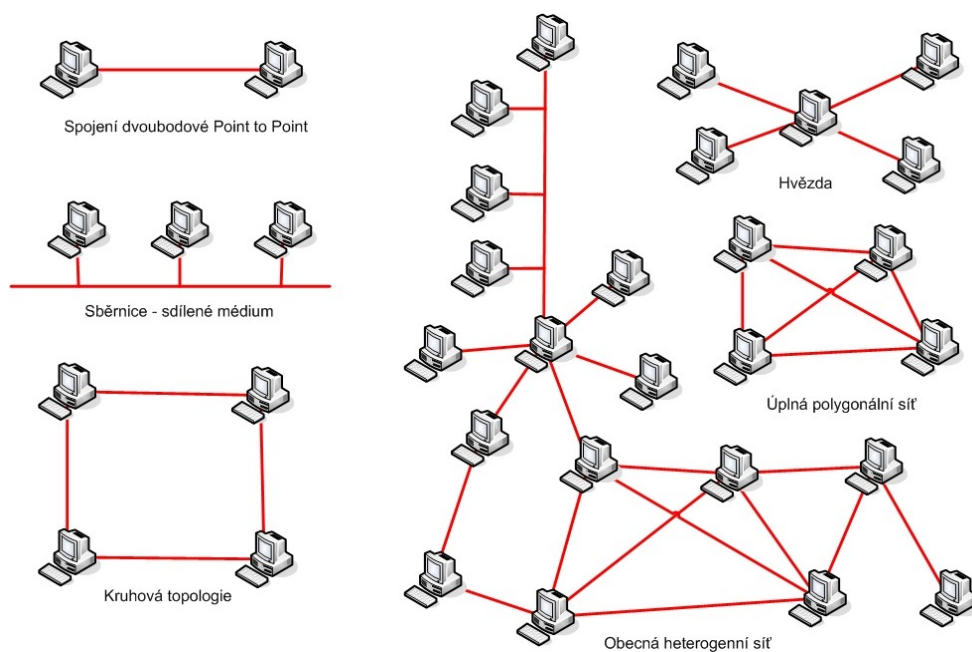 Spojení dvoubodové Point to Point
Sběrnice - sdílené médium
Kruhová topologie
Hvězda
Úplná polygonální síť
Obecná heterogenní síť